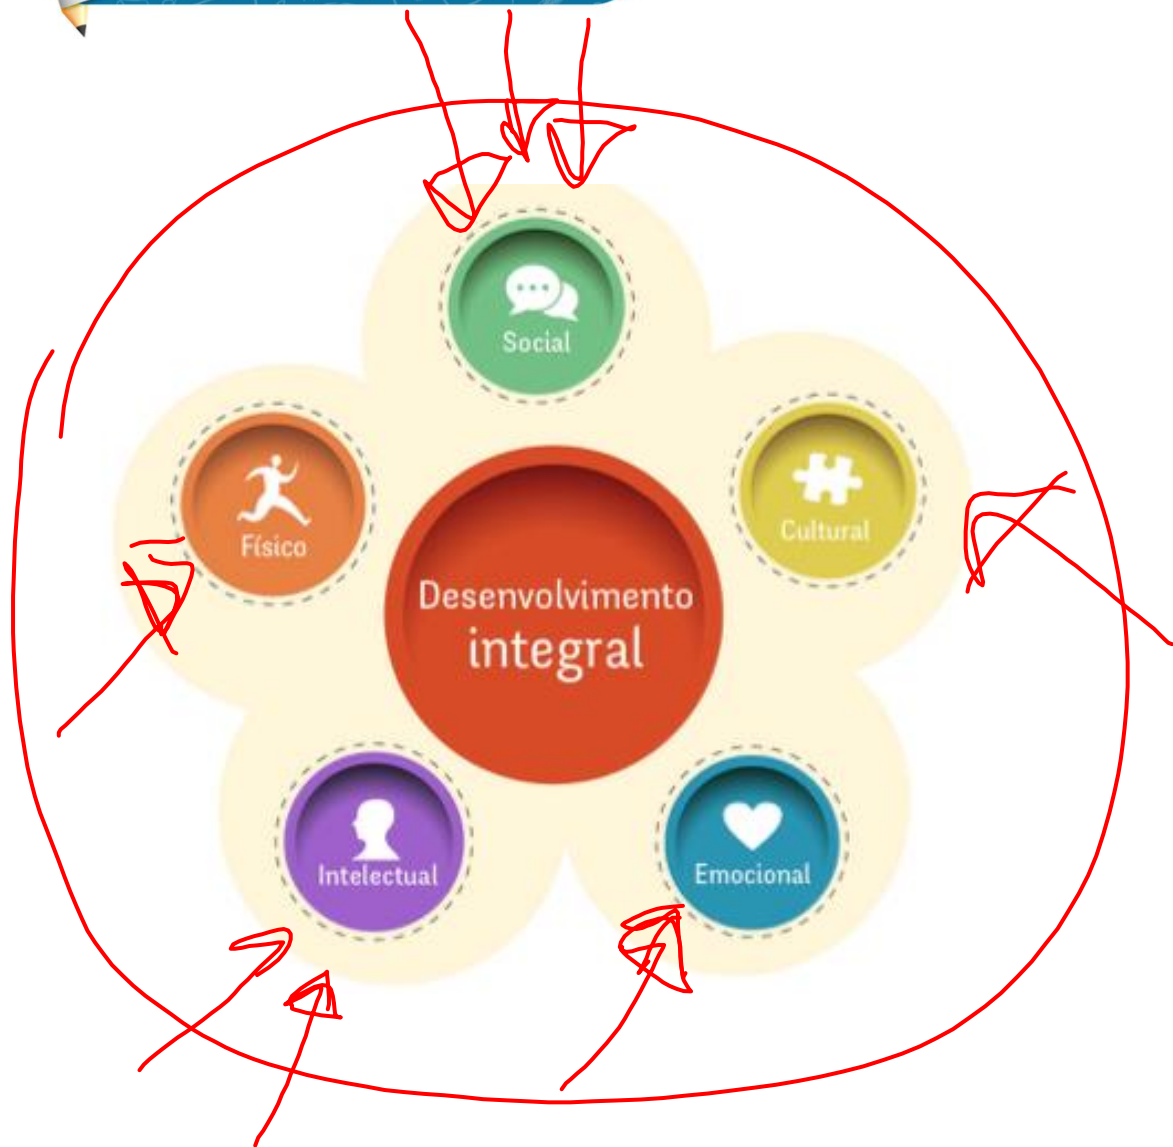 Social
Cultural
Físico
Desenvolvimento
integral
Intelectual
Emocional